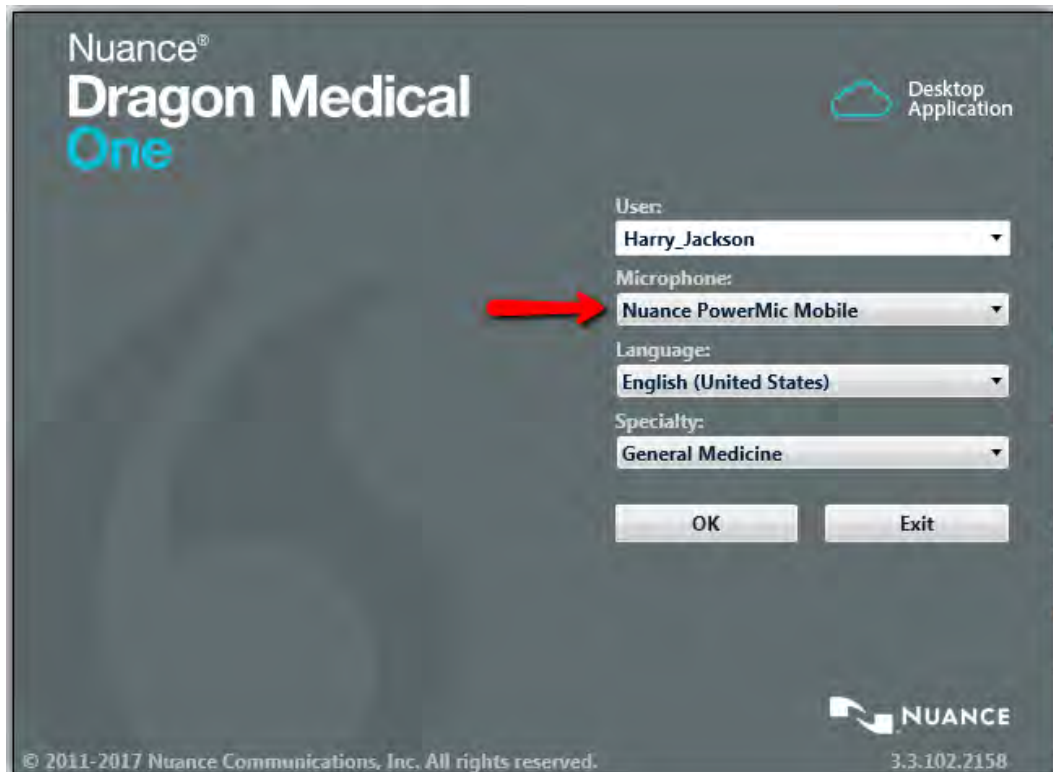 Nuance®
Dragon Medical
One
Desktop
Application
User:
Harry_Jackson
Microphone:
Nuance PowerMic Mobile
Language:
English (United States)
Specialty:
General Medicine
OK
Exit
NUANCE
© 2011-2017 Nuance Communications, Inc. All rights reserved.
3.3.102.2158